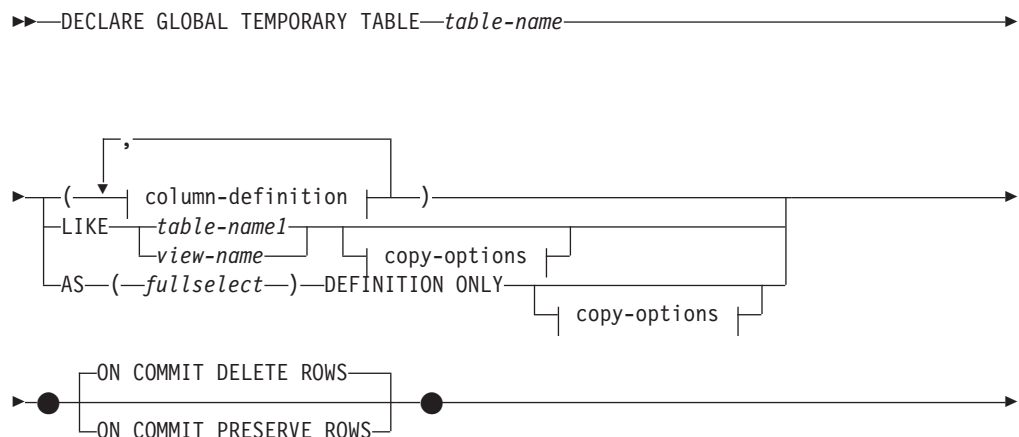 DECLARE GLOBAL TEMPORARY TABLE table-name
,
( column-definition )
LIKE table-name1
view-name copy-options
AS ( fullselect ) DEFINITION ONLY
copy-options
ON COMMIT DELETE ROWS
ON COMMIT PRESERVE ROWS